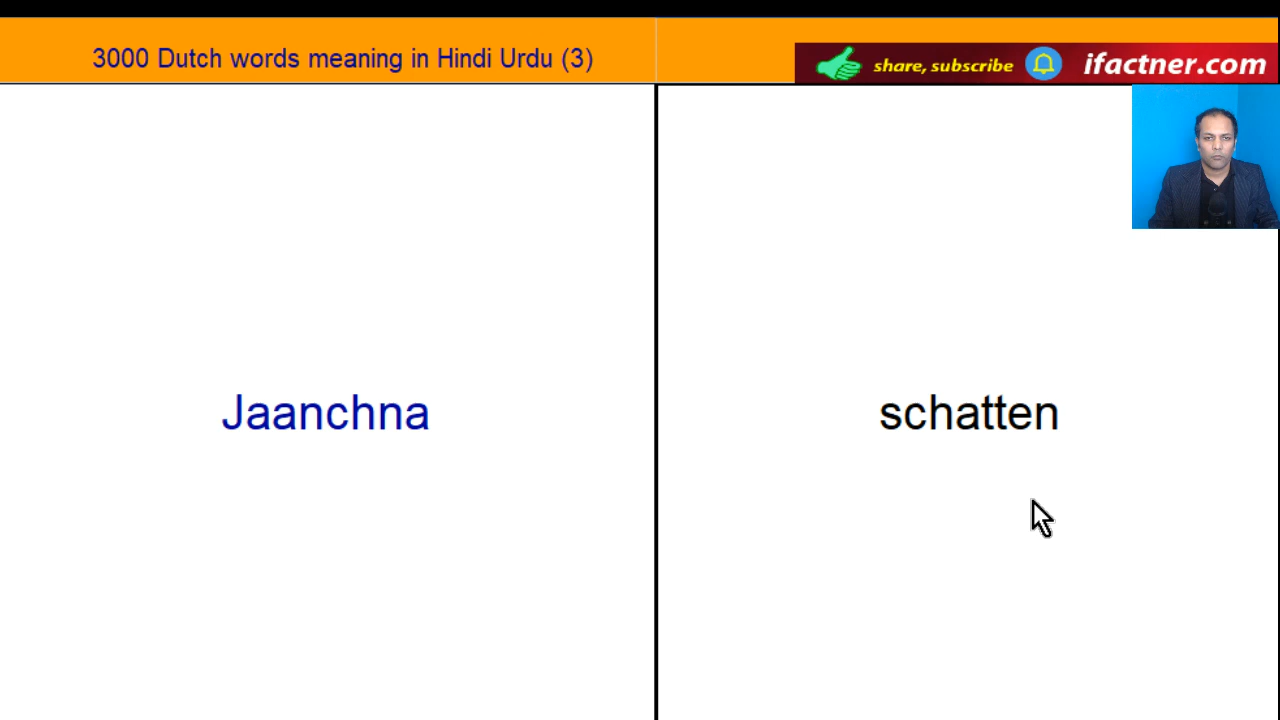 3000 Dutch words meaning in Hindi Urdu (3)
share, subscribe
ifactner.com
Jaanchna
schatten